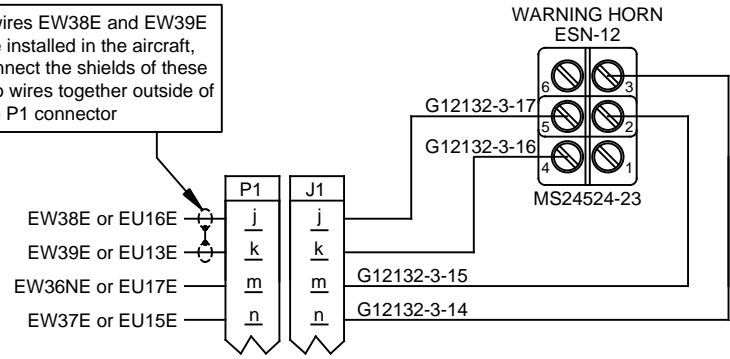 wires EW38E and EW39E
e installed in the aircraft,
nnect the shields of these
o wires together outside of
e P1 connector
WARNING HORN
ESN-12
6
3
5
2
4
1
MS24524-23
G12132-3-17
G12132-3-16
P1
J1
EW38E or EU16E
j
j
EW39E or EU13E
k
k
EW36NE or EU17E
m
m
G12132-3-15
EW37E or EU15E
n
n
G12132-3-14